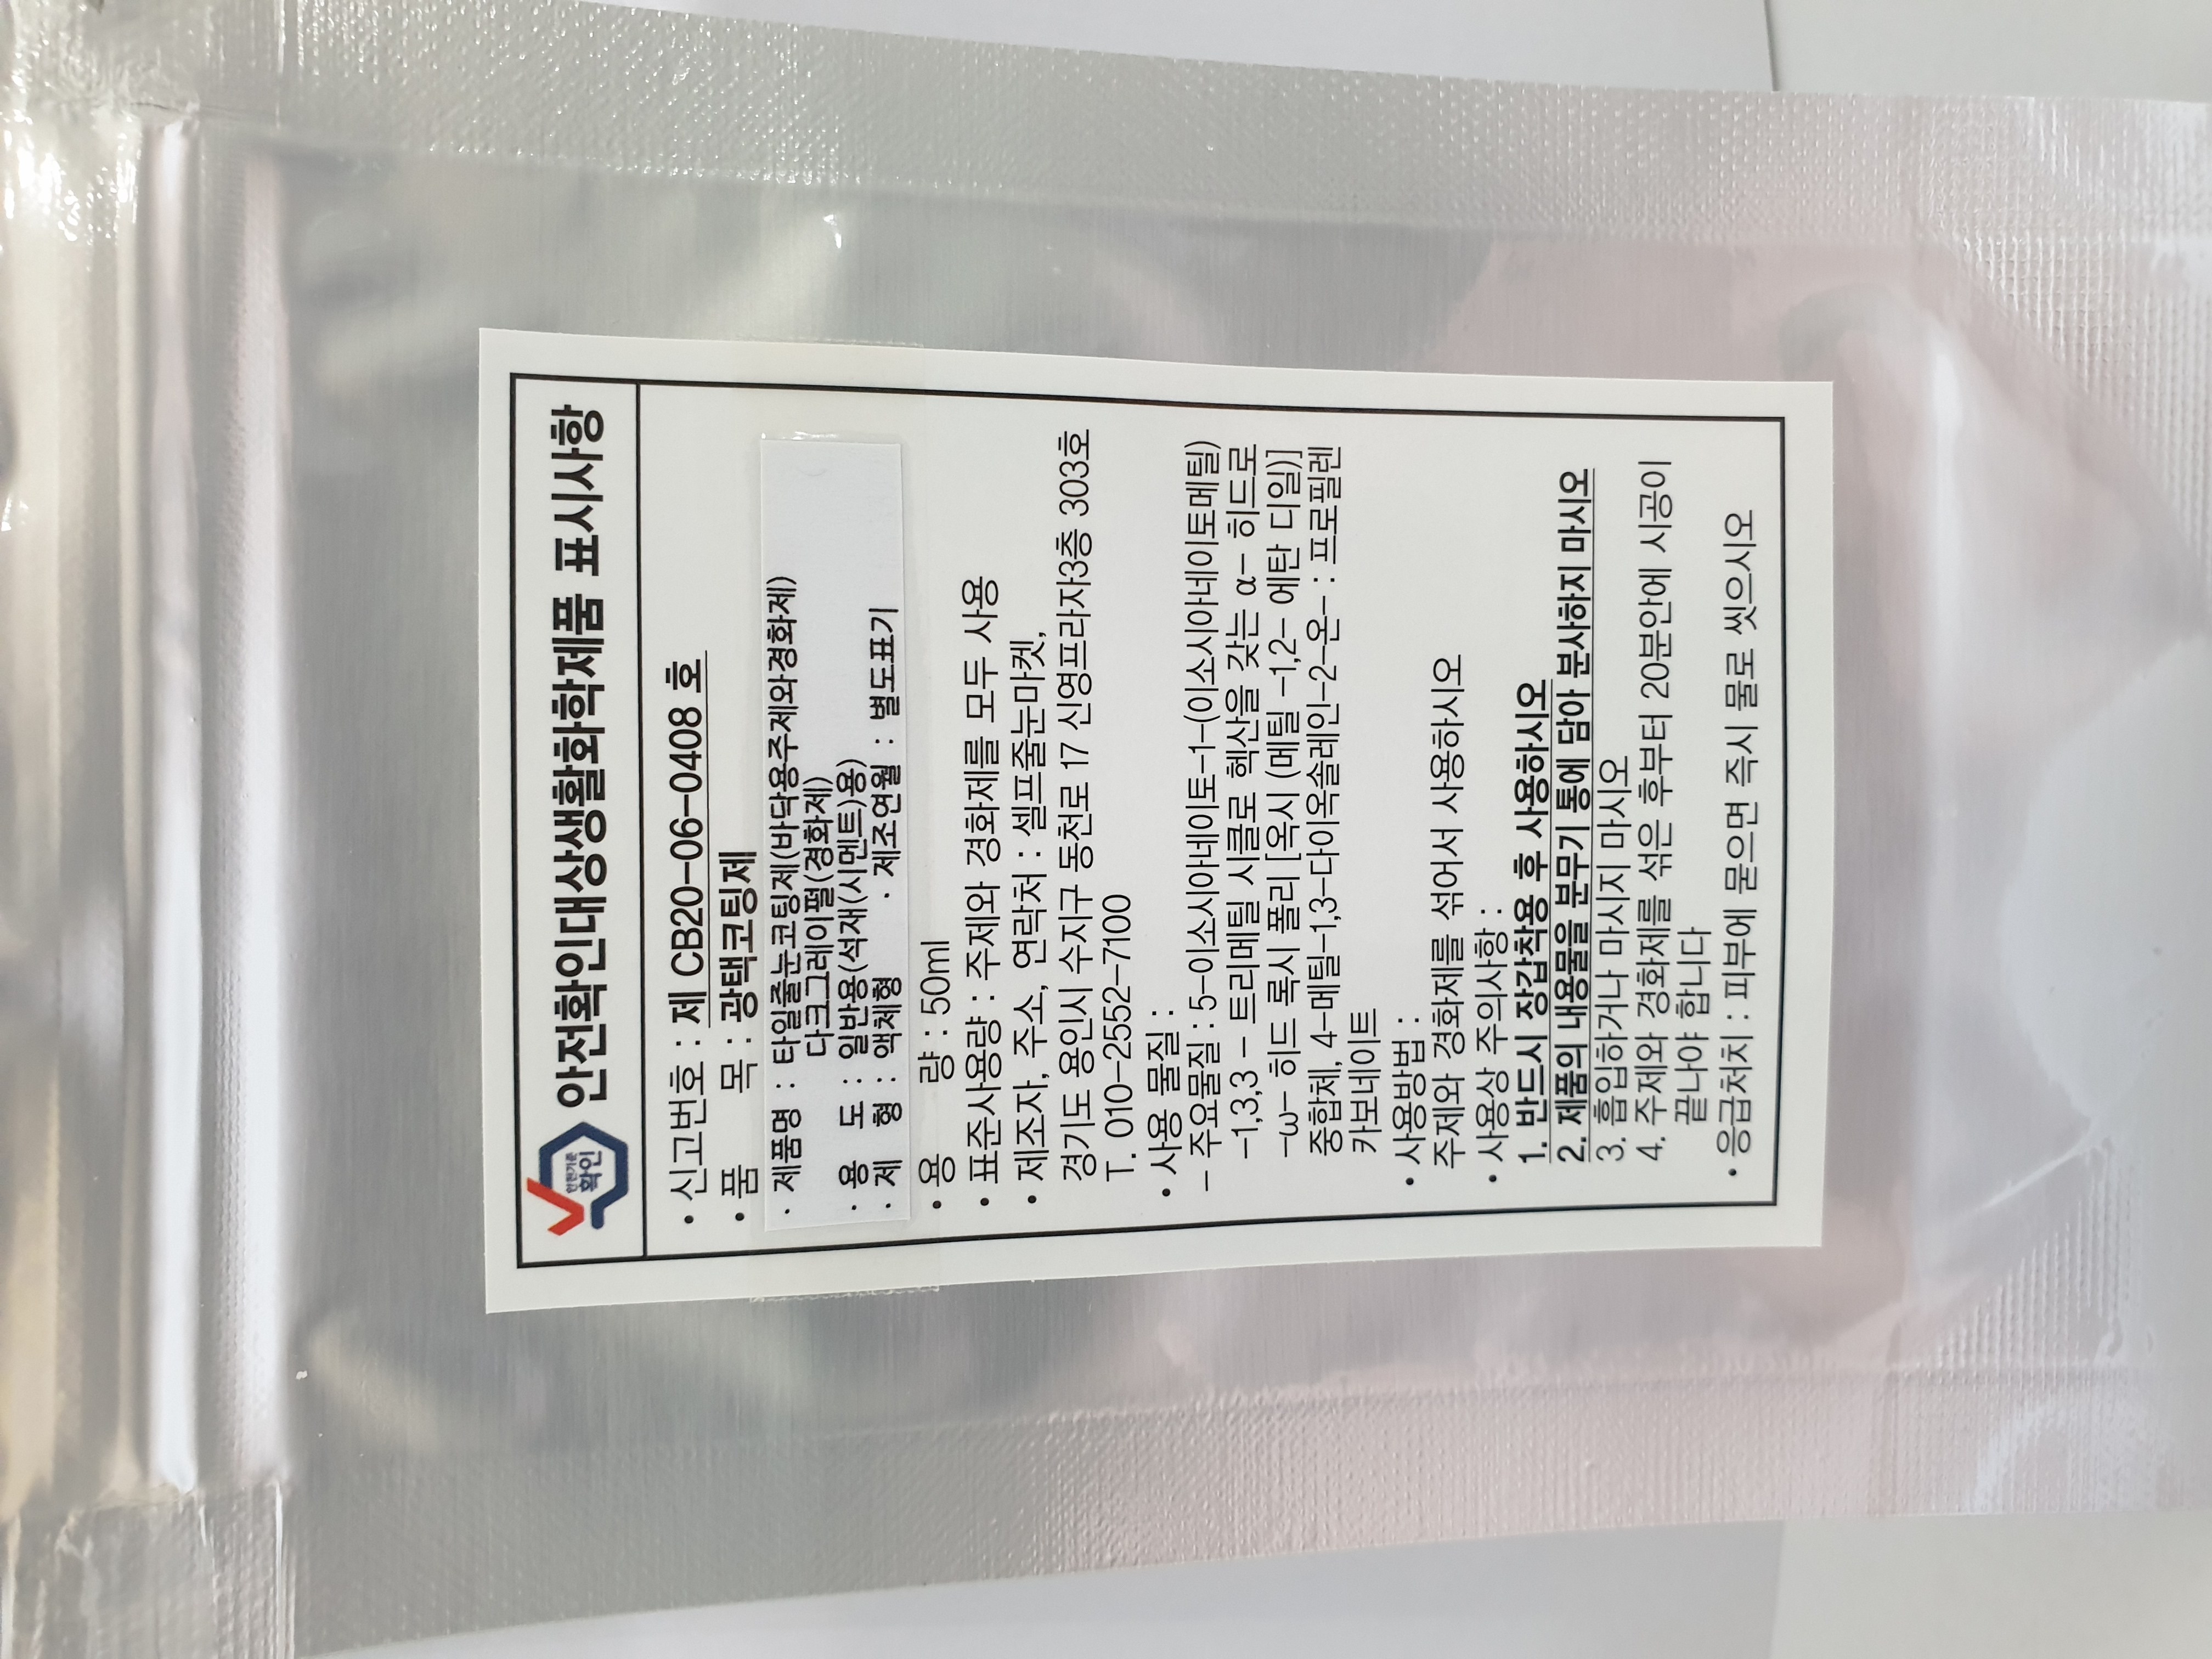 안전기준
확인
안전확인대상생활화학제품 표시사항
• 신고번호 : 제 CB20-06-0408 호
• 품 목 : 광택코팅제
· 제품명 : 타일줄눈코팅제(바닥용주제와경화제)
다크그레이펄(경화제)
· 용 도 : 일반용(석재(시멘트)용)
· 제 형 : 액체형 · 제조연월 : 별도표기
• 용 량 : 50ml
• 표준사용량 : 주제와 경화제를 모두 사용
• 제조자, 주소, 연락처 : 셀프줄눈마켓,
경기도 용인시 수지구 동천로 17 신영프라자3층 303호
T. 010-2552-7100
• 사용 물질 :
- 주요물질 : 5-이소시아네이토-1-(이소시아네이토메틸)
-1,3,3 - 트리메틸 시클로 헥산을 갖는 α- 히드로
-ω- 히드 록시 폴리 [옥시 (메틸 -1,2- 에탄 디일)]
중합체, 4-메틸-1,3-다이옥솔레인-2-온- : 프로필렌
카보네이트
• 사용방법 :
주제와 경화제를 섞어서 사용하시오
• 사용상 주의사항 :
1. 반드시 장갑착용 후 사용하시오
2. 제품의 내용물을 분무기 통에 담아 분사하지 마시오
3. 흡입하거나 마시지 마시오
4. 주제와 경화제를 섞은 후부터 20분안에 시공이
끝나야 합니다
• 응급처치 : 피부에 묻으면 즉시 물로 씻으시오